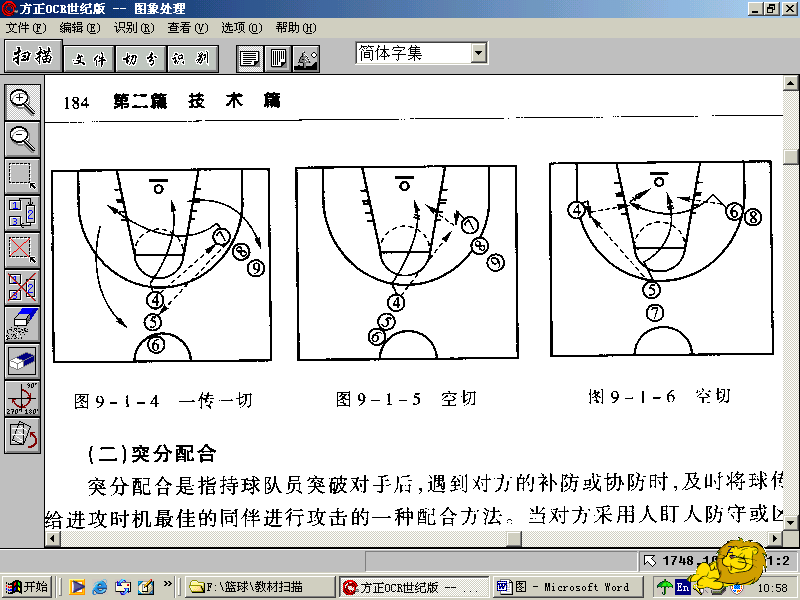 方正OCR世纪版 -- 图象处理
文件(F) 编辑(E) 识别(R) 查看(V) 选项(O) 帮助(H)
扫描 文件 切分 识别 简体字集
184 第二篇 技 术 篇
7 8 9 4 5 6
7 8 9 4 5 6
4 6 8 5 7
图9-1-4 一传一切
图9-1-5 空切
图9-1-6 空切
(二)突分配合
突分配合是指持球队员突破对手后,遇到对方的补防或协防时,及时将球传
给进攻时机最佳的同伴进行攻击的一种配合方法。当对方采用人盯人防守或区
90°
270° 180°
开始 F:\篮球\教材扫描 方正OCR世纪版 -- ... 图 - Microsoft Word En 10:58